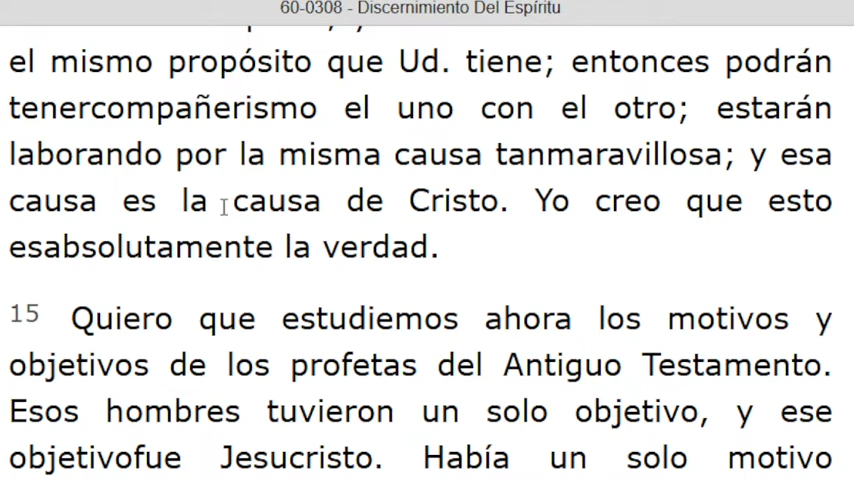 60-0308 - Discernimiento Del Espíritu
el mismo propósito que Ud. tiene; entonces podrán
tenercompañerismo el uno con el otro; estarán
laborando por la misma causa tanmaravillosa; y esa
causa es la causa de Cristo. Yo creo que esto
esabsolutamente la verdad.
15 Quiero que estudiemos ahora los motivos y
objetivos de los profetas del Antiguo Testamento.
Esos hombres tuvieron un solo objetivo, y ese
objetivofue Jesucristo. Había un solo motivo